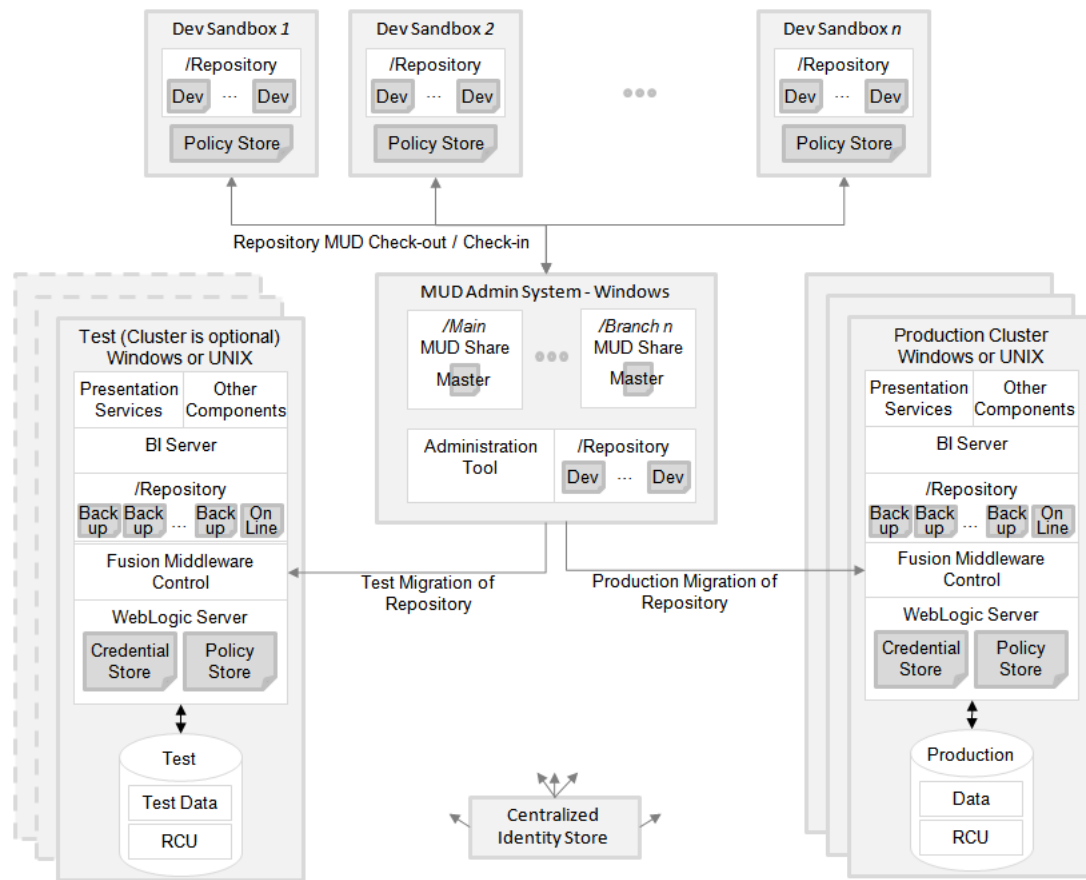 Dev Sandbox 1
/Repository
Dev ... Dev
Policy Store
Dev Sandbox 2
/Repository
Dev ... Dev
Policy Store
Dev Sandbox n
/Repository
Dev ... Dev
Policy Store
Repository MUD Check-out / Check-in
MUD Admin System - Windows
/Main
MUD Share
Master
/Branch n
MUD Share
Master
Administration
Tool
/Repository
Dev ... Dev
Test (Cluster is optional)
Windows or UNIX
Presentation
Services
Other
Components
BI Server
/Repository
Back Back Back On
up up ... up Line
Fusion Middleware
Control
WebLogic Server
Credential
Store
Policy
Store
Test
Test Data
RCU
Test Migration of
Repository
Production Migration of
Repository
Production Cluster
Windows or UNIX
Presentation
Services
Other
Components
BI Server
/Repository
Back Back Back On
up up ... up Line
Fusion Middleware
Control
WebLogic Server
Credential
Store
Policy
Store
Production
Data
RCU
Centralized
Identity Store